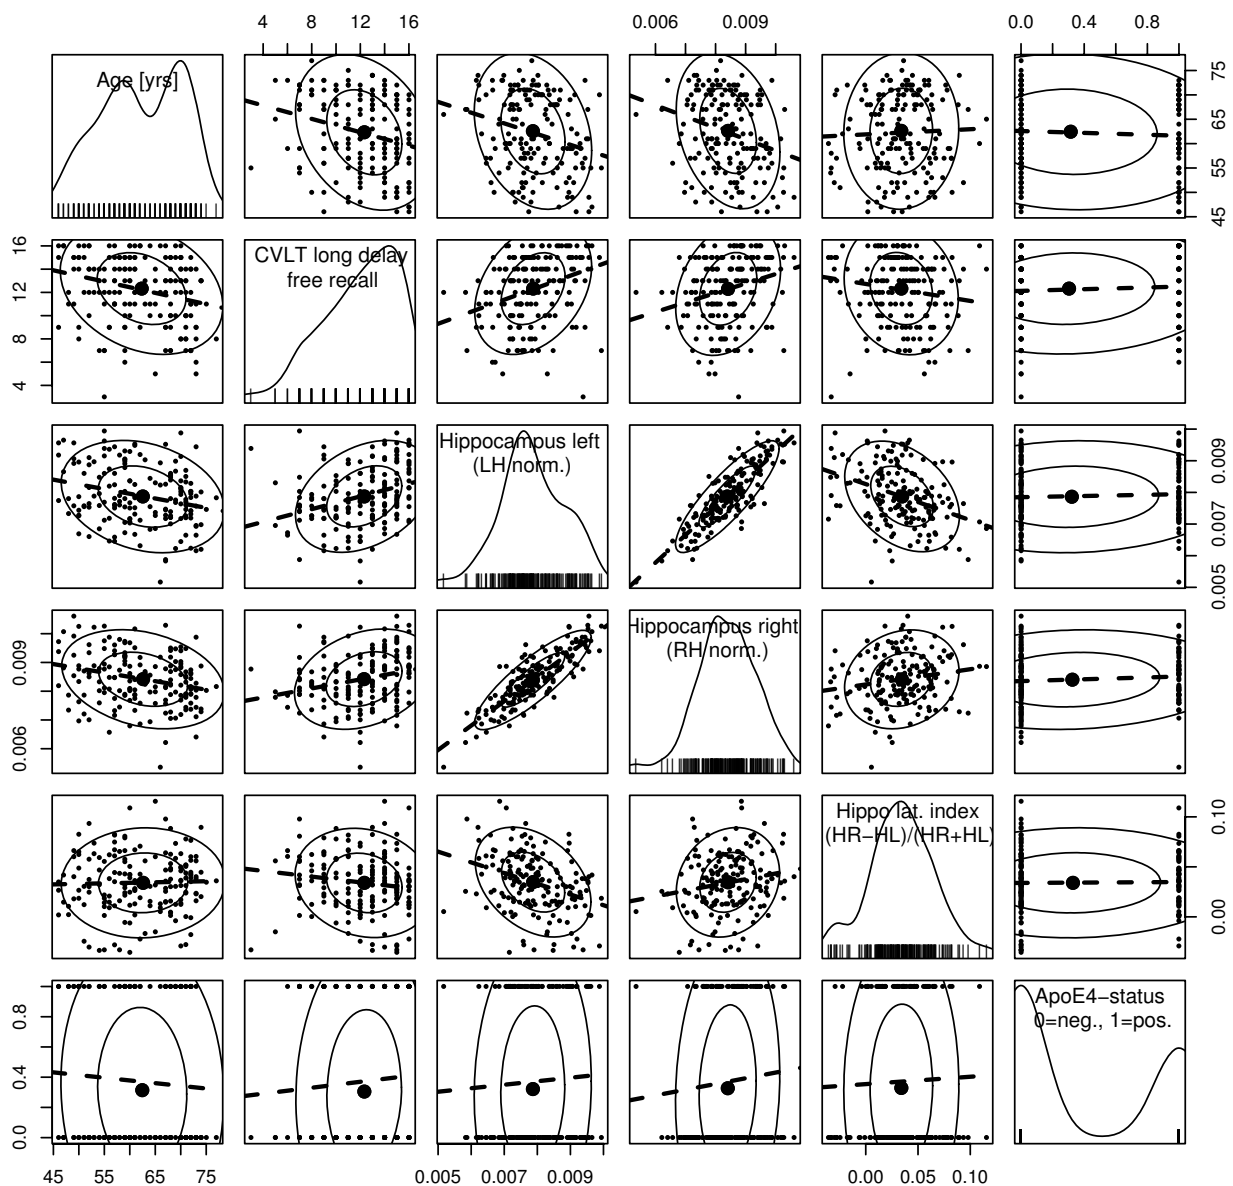 4 8 12 16 0.006 0.009 0.0 0.4 0.8
Age [yrs]
45 55 65 75
4 8 12 16
CVLT long delay
free recall
Hippocampus left
(LH norm.)
0.005 0.007 0.009
0.006 0.009
Hippocampus right
(RH norm.)
Hippo lat. index
(HR−HL)/(HR+HL)
0.00 0.10
0.0 0.4 0.8
ApoE4−status
0=neg., 1=pos.
45 55 65 75 0.005 0.007 0.009 0.00 0.05 0.10